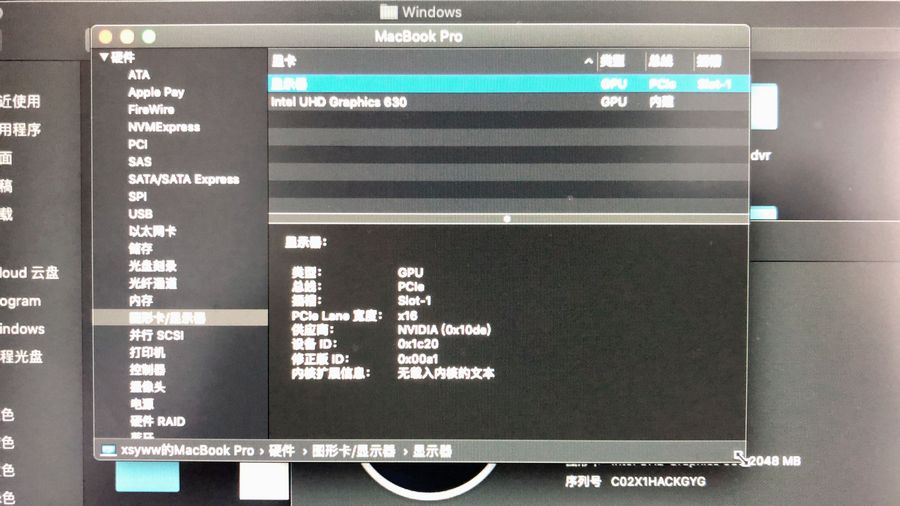 Windows
MacBook Pro
硬件
ATA
Apple Pay
FireWire
NVMExpress
PCI
SAS
SATA/SATA Express
SPI
USB
以太网卡
储存
光盘刻录
光纤通道
内存
图形卡/显示器
并行 SCSI
打印机
控制器
摄像头
电源
硬件 RAID
蓝牙
显卡 类型 总线 插槽
显示器 GPU PCIe Slot-1
Intel UHD Graphics 630 GPU 内建
显示器:
类型: GPU
总线: PCIe
插槽: Slot-1
PCIe Lane 宽度: x16
供应商: NVIDIA (0x10de)
设备 ID: 0x1c20
修正版 ID: 0x00a1
内核扩展信息: 无载入内核的文本
xsyww的MacBook Pro › 硬件 › 图形卡/显示器 › 显示器
近使用
用程序
面
稿
载
loud 云盘
ogram
indows
程光盘
色
色
色
色
dvr
2048 MB
序列号 C02X1HACKGYG